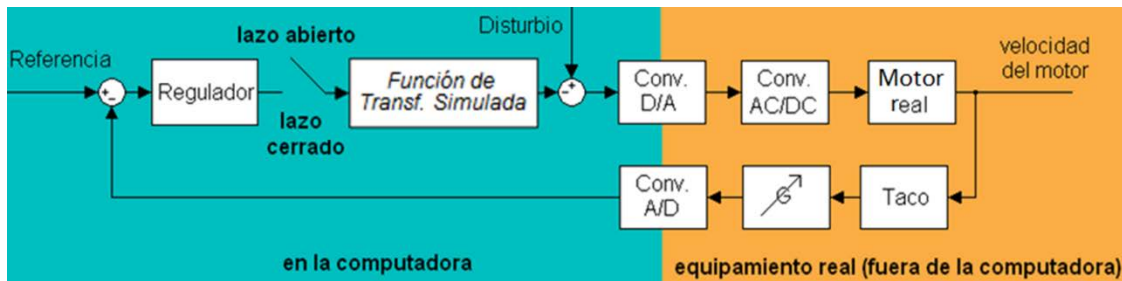 Referencia
+
-
Regulador
lazo abierto
lazo
cerrado
Función de
Transf. Simulada
Disturbio
-
+
Conv.
D/A
Conv.
AC/DC
Motor
real
velocidad
del motor
Conv.
A/D
G
Taco
en la computadora
equipamiento real (fuera de la computadora)